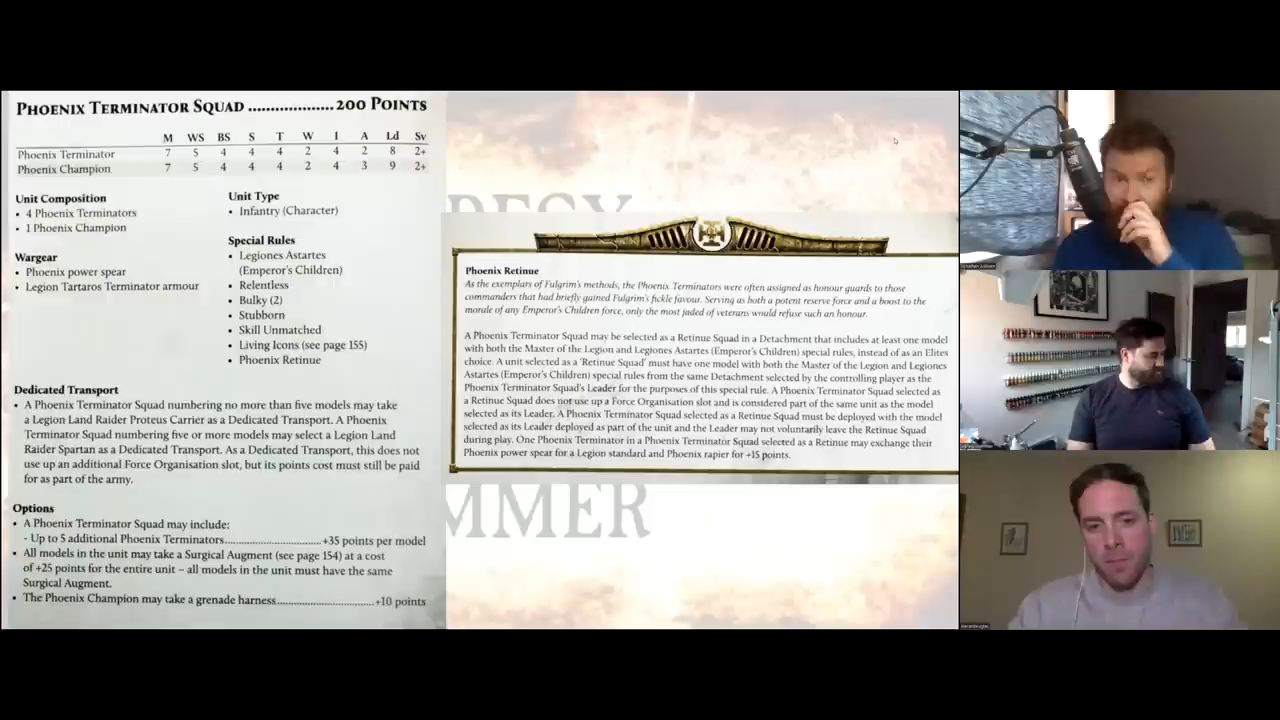 PHOENIX TERMINATOR SQUAD ...................200 POINTS
M WS BS S T W I A Ld Sv
Phoenix Terminator 7 5 4 4 4 2 4 2 8 2+
Phoenix Champion 7 5 4 4 4 2 4 3 9 2+
Unit Composition
• 4 Phoenix Terminators
• 1 Phoenix Champion
Wargear
• Phoenix power spear
• Legion Tartaros Terminator armour
Unit Type
• Infantry (Character)
Special Rules
• Legiones Astartes
(Emperor's Children)
• Relentless
• Bulky (2)
• Stubborn
• Skill Unmatched
• Living Icons (see page 155)
• Phoenix Retinue
Dedicated Transport
• A Phoenix Terminator Squad numbering no more than five models may take
a Legion Land Raider Proteus Carrier as a Dedicated Transport. A Phoenix
Terminator Squad numbering five or more models may select a Legion Land
Raider Spartan as a Dedicated Transport. As a Dedicated Transport, this does not
use up an additional Force Organisation slot, but its points cost must still be paid
for as part of the army.
Options
• A Phoenix Terminator Squad may include:
- Up to 5 additional Phoenix Terminators..............................+35 points per model
• All models in the unit may take a Surgical Augment (see page 154) at a cost
of +25 points for the entire unit – all models in the unit must have the same
Surgical Augment.
• The Phoenix Champion may take a grenade harness..............................+10 points
RESY
Phoenix Retinue
As the exemplars of Fulgrim's methods, the Phoenix Terminators were often assigned as honour guards to those
commanders that had briefly gained Fulgrim's fickle favour. Serving as both a potent reserve force and a boost to the
morale of any Emperor's Children force, only the most jaded of veterans would refuse such an honour.
A Phoenix Terminator Squad may be selected as a Retinue Squad in a Detachment that includes at least one model
with both the Master of the Legion and Legiones Astartes (Emperor's Children) special rules, instead of as an Elites
choice. A unit selected as a 'Retinue Squad' must have one model with both the Master of the Legion and Legiones
Astartes (Emperor's Children) special rules from the same Detachment selected by the controlling player as the
Phoenix Terminator Squad's Leader for the purposes of this special rule. A Phoenix Terminator Squad selected as
a Retinue Squad does not use up a Force Organisation slot and is considered part of the same unit as the model
selected as its Leader. A Phoenix Terminator Squad selected as a Retinue Squad must be deployed with the model
selected as its Leader deployed as part of the unit and the Leader may not voluntarily leave the Retinue Squad
during play. One Phoenix Terminator in a Phoenix Terminator Squad selected as a Retinue may exchange their
Phoenix power spear for a Legion standard and Phoenix rapier for +15 points.
MMER